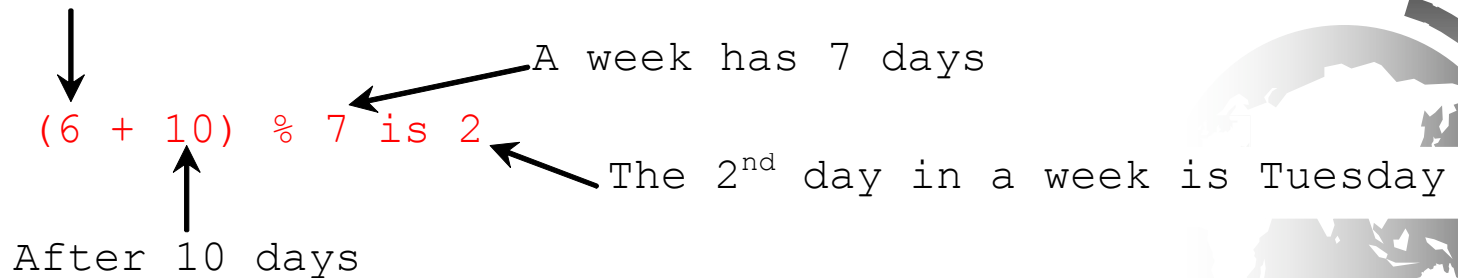 A week has 7 days
(6 + 10) % 7 is 2
The 2nd day in a week is Tuesday
After 10 days